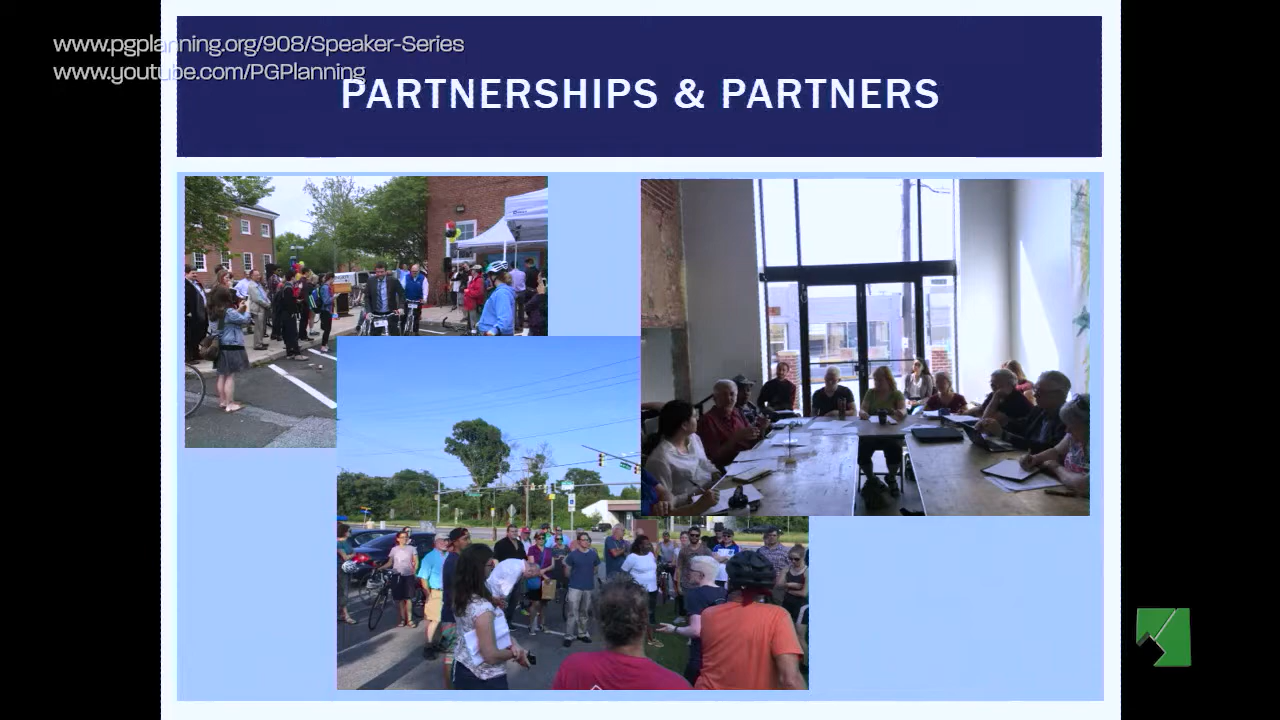 www.pgplanning.org/908/Speaker-Series
www.youtube.com/PGPlanning
PARTNERSHIPS & PARTNERS